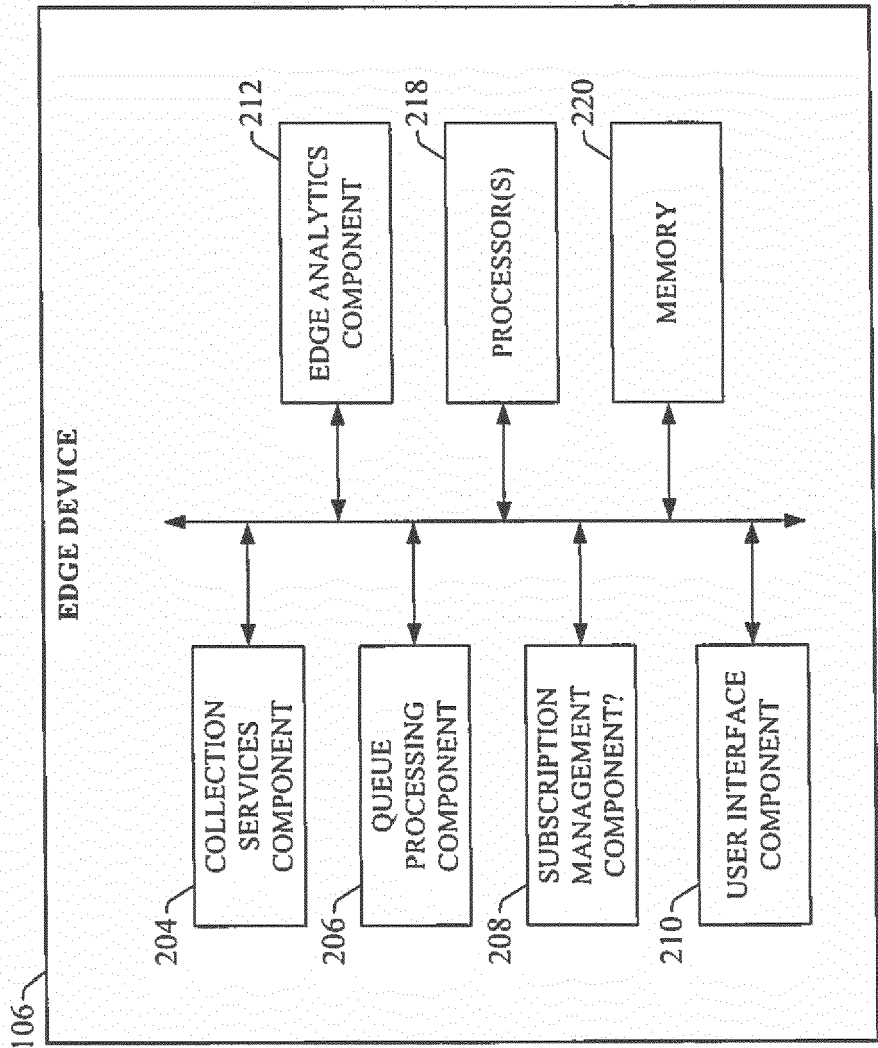 106
EDGE DEVICE
204
COLLECTION
SERVICES
COMPONENT
206
QUEUE
PROCESSING
COMPONENT
208
SUBSCRIPTION
MANAGEMENT
COMPONENT?
210
USER INTERFACE
COMPONENT
212
EDGE ANALYTICS
COMPONENT
218
PROCESSOR(S)
220
MEMORY